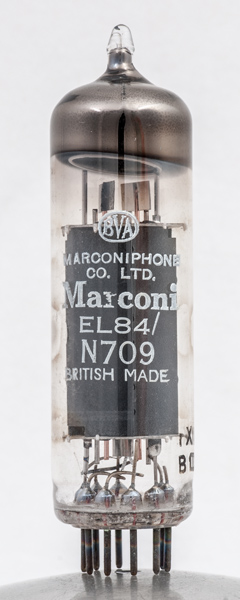 BVA
MARCONIPHONE
CO. LTD.
Marconi
EL84/
N709
BRITISH MADE